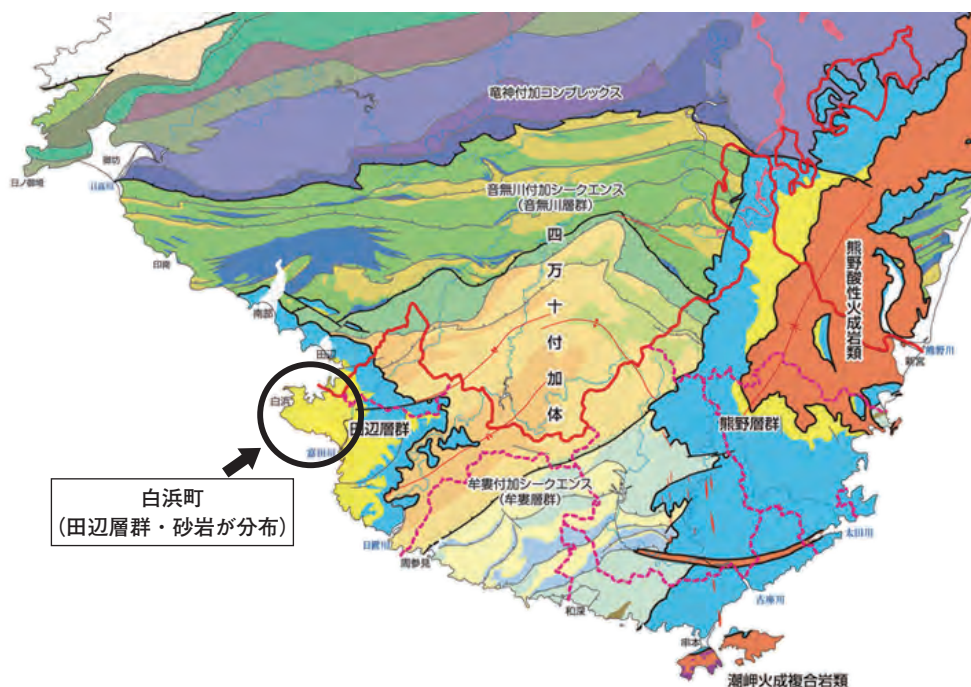 竜神付加コンプレックス
御坊
日ノ御埼
日高川
音無川付加シークエンス
(音無川層群)
四万十付加体
印南
南部
田辺
熊野酸性火成岩類
熊野川
新宮
白浜
田辺層群
熊野層群
富田川
白浜町
(田辺層群・砂岩が分布)
牟婁付加シークエンス
(牟婁層群)
日置川
周参見
太田川
和深
古座川
串本
潮岬火成複合岩類